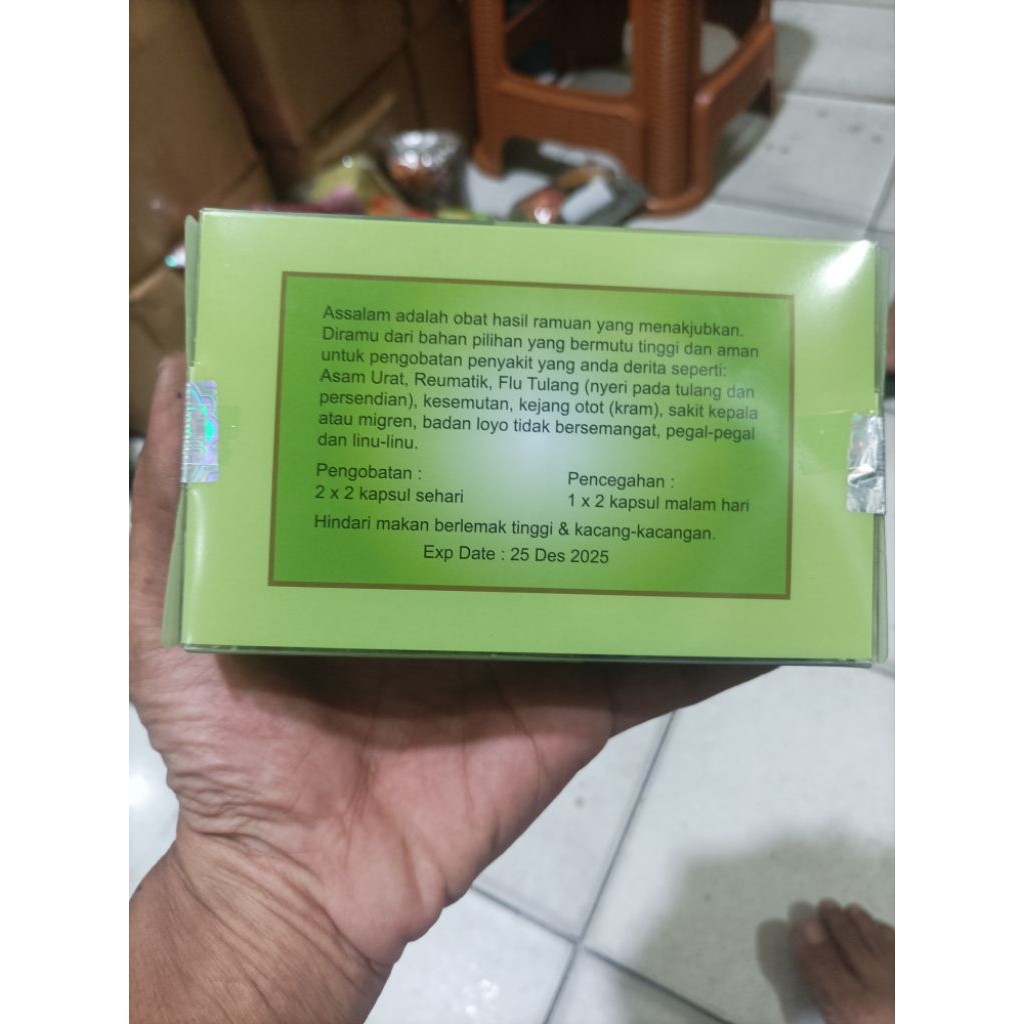 Assalam adalah obat hasil ramuan yang menakjubkan.
Diramu dari bahan pilihan yang bermutu tinggi dan aman
untuk pengobatan penyakit yang anda derita seperti:
Asam Urat, Reumatik, Flu Tulang (nyeri pada tulang dan
persendian), kesemutan, kejang otot (kram), sakit kepala
atau migren, badan loyo tidak bersemangat, pegal-pegal
dan linu-linu.
Pengobatan :
2 x 2 kapsul sehari
Pencegahan :
1 x 2 kapsul malam hari
Hindari makan berlemak tinggi & kacang-kacangan.
Exp Date : 25 Des 2025